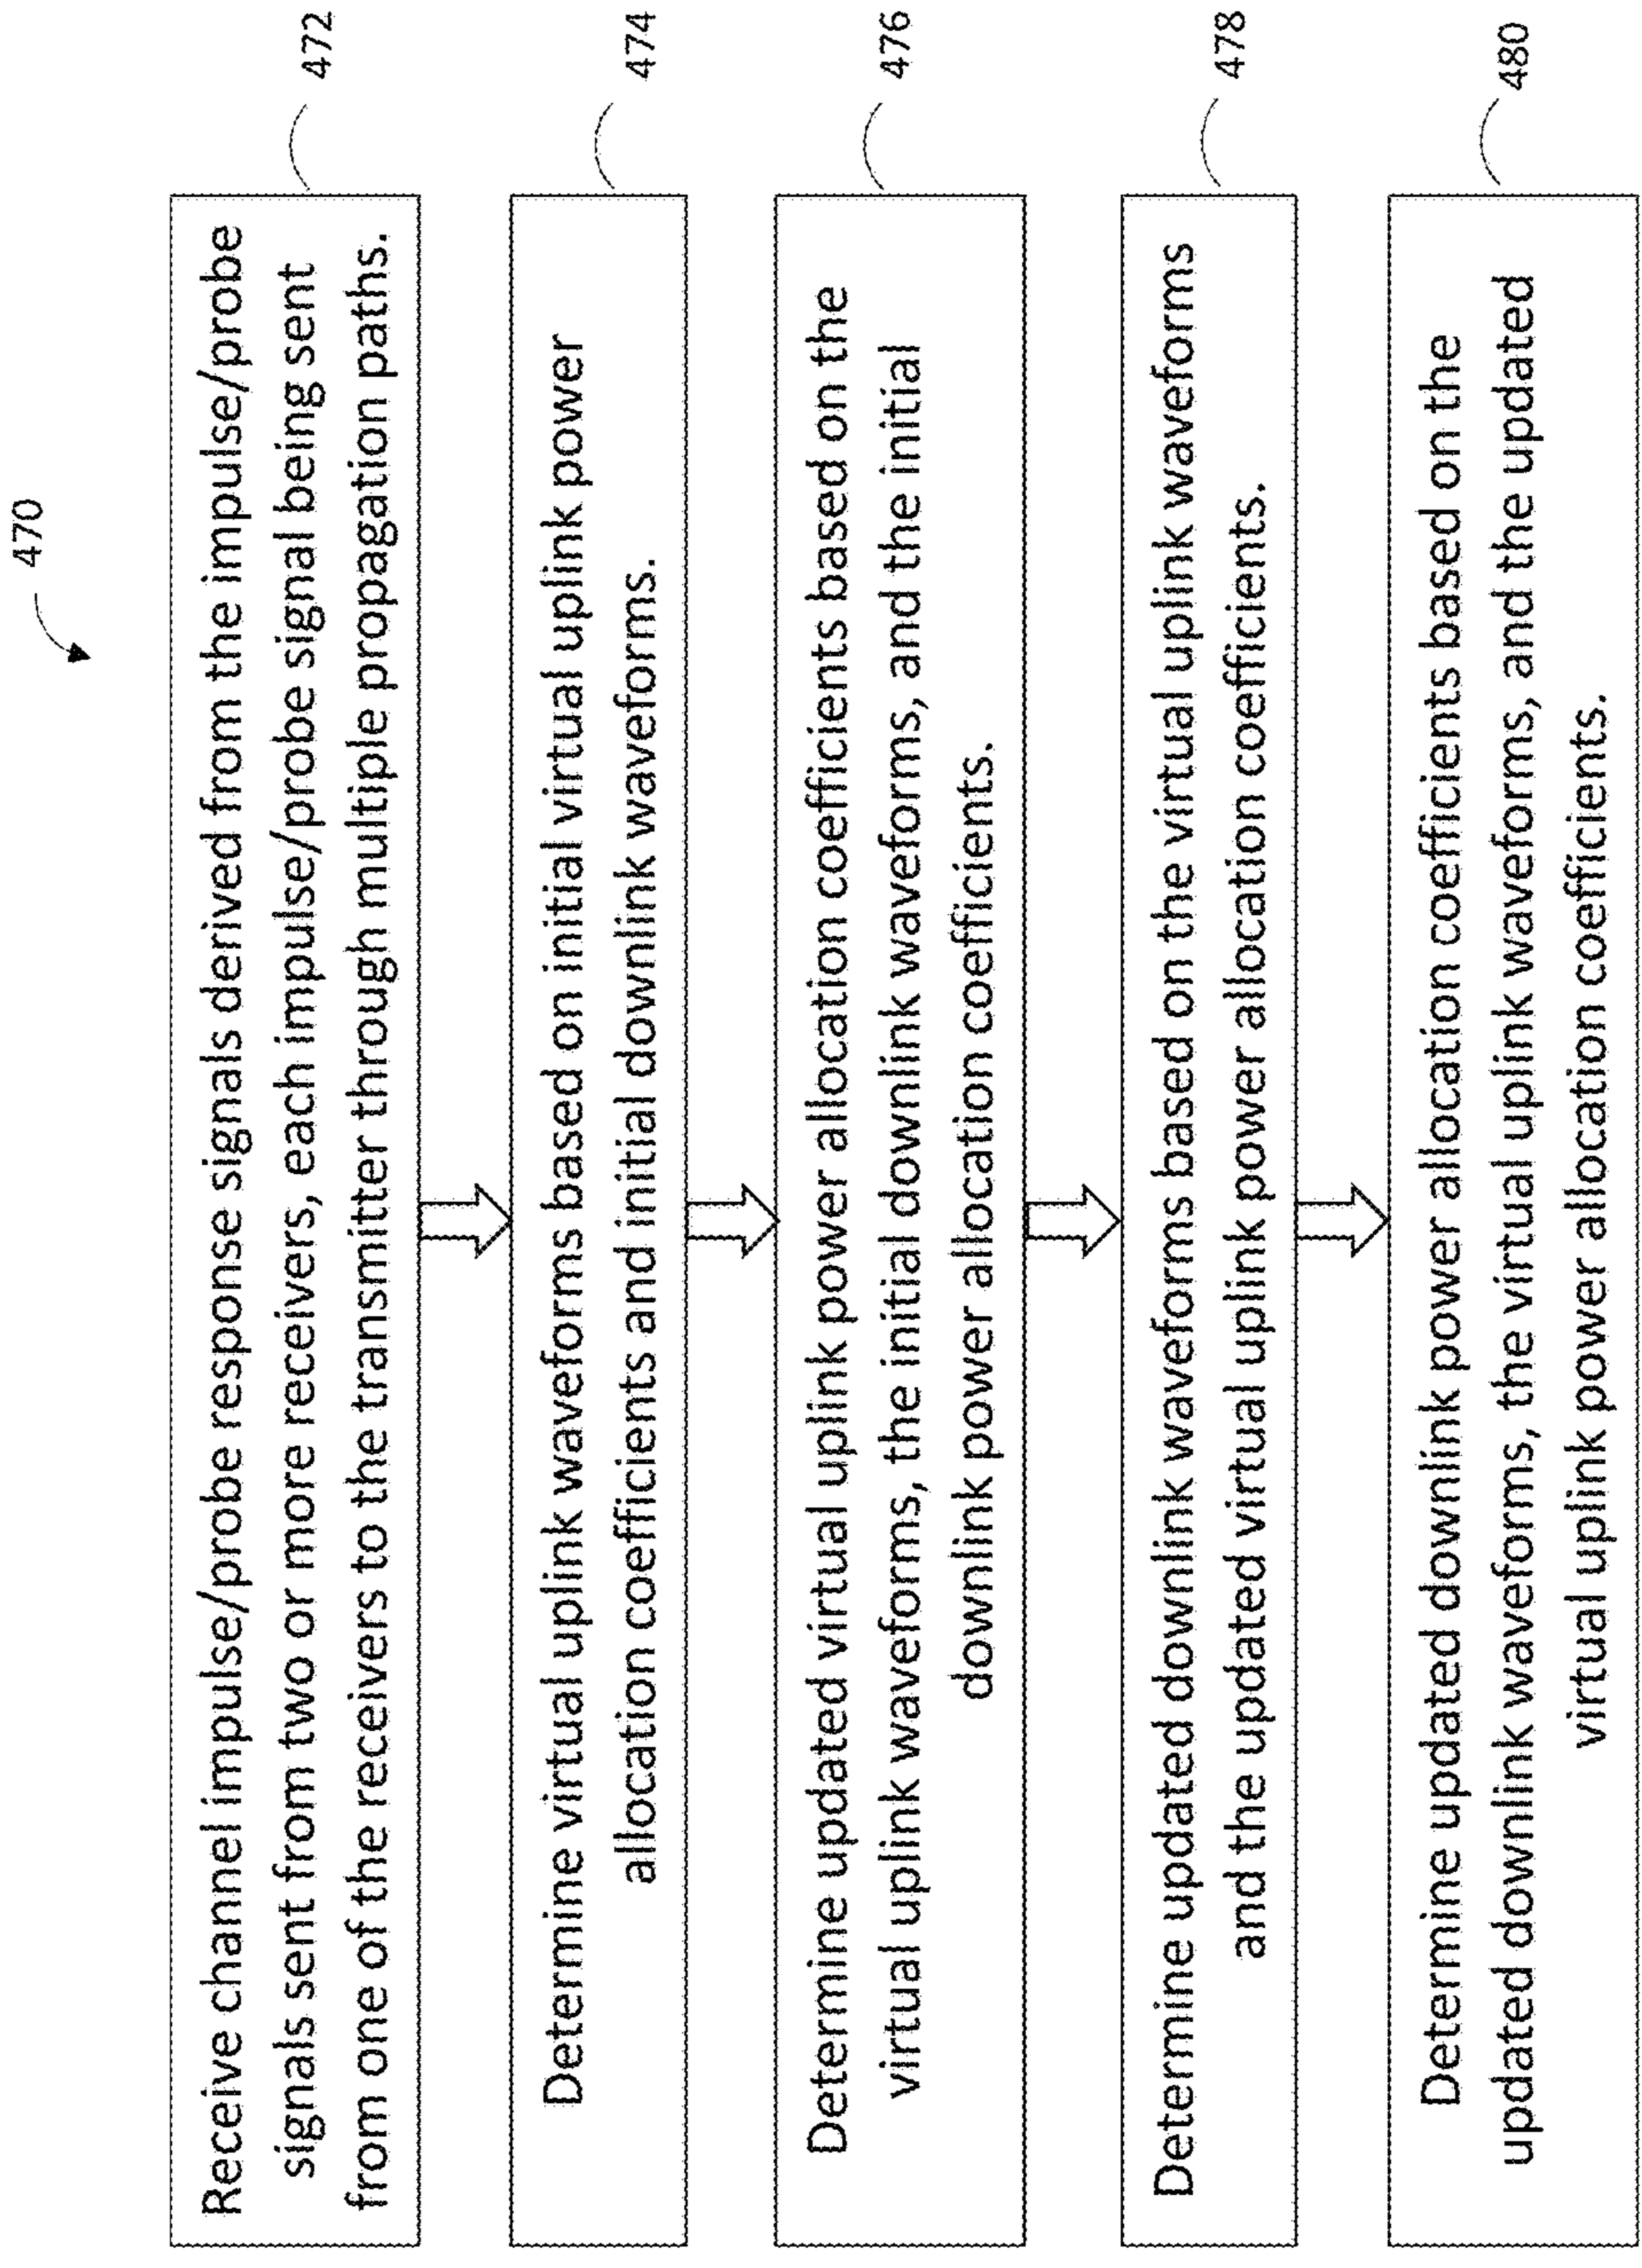 470
Receive channel impulse/probe response signals derived from the impulse/probe
signals sent from two or more receivers, each impulse/probe signal being sent
from one of the receivers to the transmitter through multiple propagation paths.
472
Determine virtual uplink waveforms based on initial virtual uplink power
allocation coefficients and initial downlink waveforms.
474
Determine updated virtual uplink power allocation coefficients based on the
virtual uplink waveforms, the initial downlink waveforms, and the initial
downlink power allocation coefficients.
476
Determine updated downlink waveforms based on the virtual uplink waveforms
and the updated virtual uplink power allocation coefficients.
478
Determine updated downlink power allocation coefficients based on the
updated downlink waveforms, the virtual uplink waveforms, and the updated
virtual uplink power allocation coefficients.
480